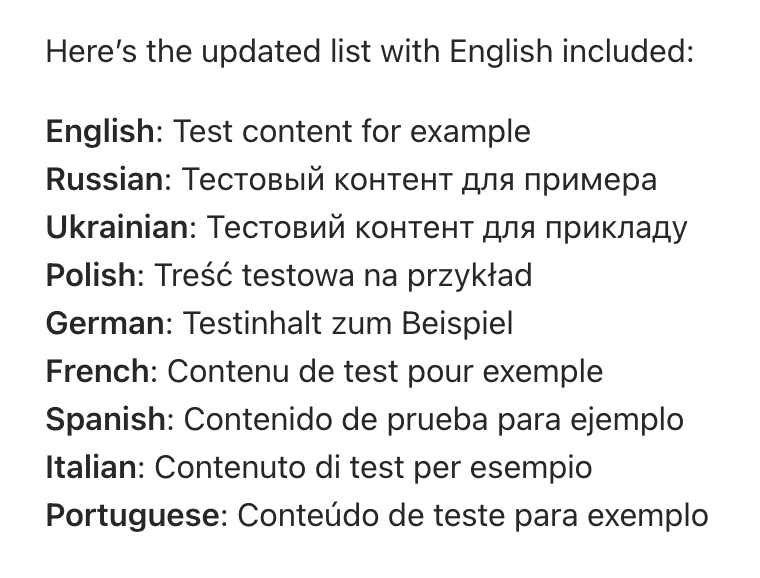 Here’s the updated list with English included:
English: Test content for example
Russian: Тестовый контент для примера
Ukrainian: Тестовий контент для прикладу
Polish: Treść testowa na przykład
German: Testinhalt zum Beispiel
French: Contenu de test pour exemple
Spanish: Contenido de prueba para ejemplo
Italian: Contenuto di test per esempio
Portuguese: Conteúdo de teste para exemplo